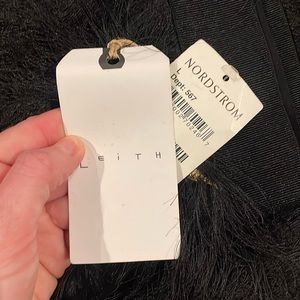 LEiTH
NORDSTROM
L
Dept: 567